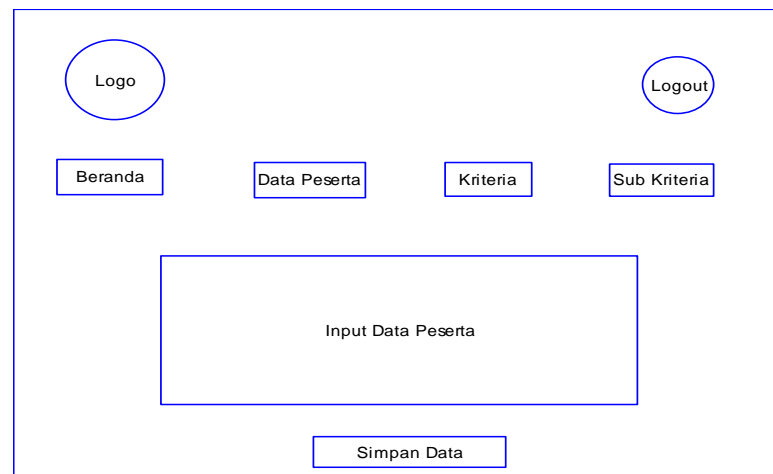 Logo
Logout
Beranda
Data Peserta
Kriteria
Sub Kriteria
Input Data Peserta
Simpan Data